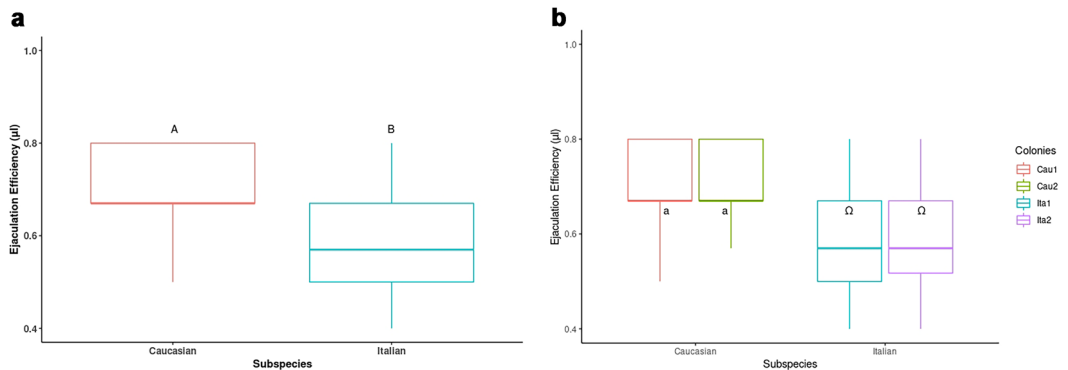 a
1.0
0.8
0.6
0.4
Ejaculation Efficiency (µl)
A
B
Caucasian
Italian
Subspecies
b
1.0
0.8
0.6
0.4
Ejaculation Efficiency (µl)
a
a
Ω
Ω
Caucasian
Italian
Subspecies
Colonies
Cau1
Cau2
Ita1
Ita2